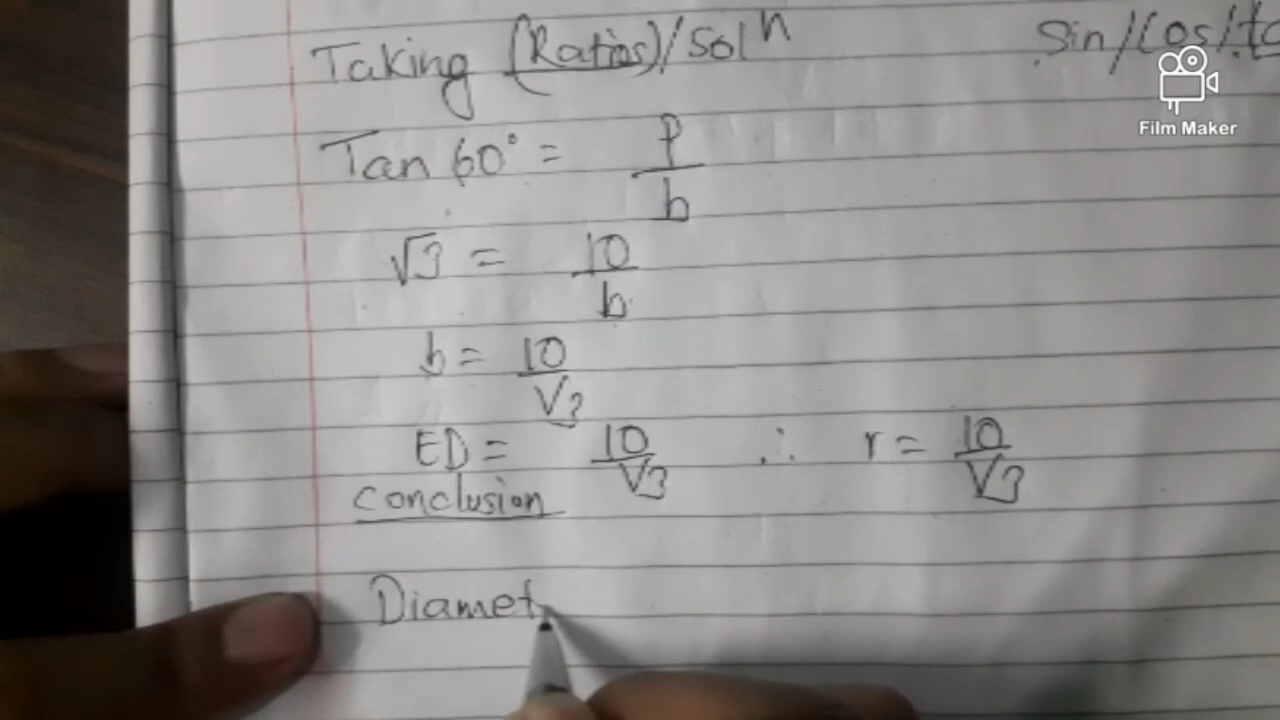 Taking (Ratios)/solⁿ
Sin/Cos/t
Film Maker
Tan 60° = P/b
√3 = 10/b
b = 10/√3
ED = 10/√3 ∴ r = 10/√3
conclusion
Diamet